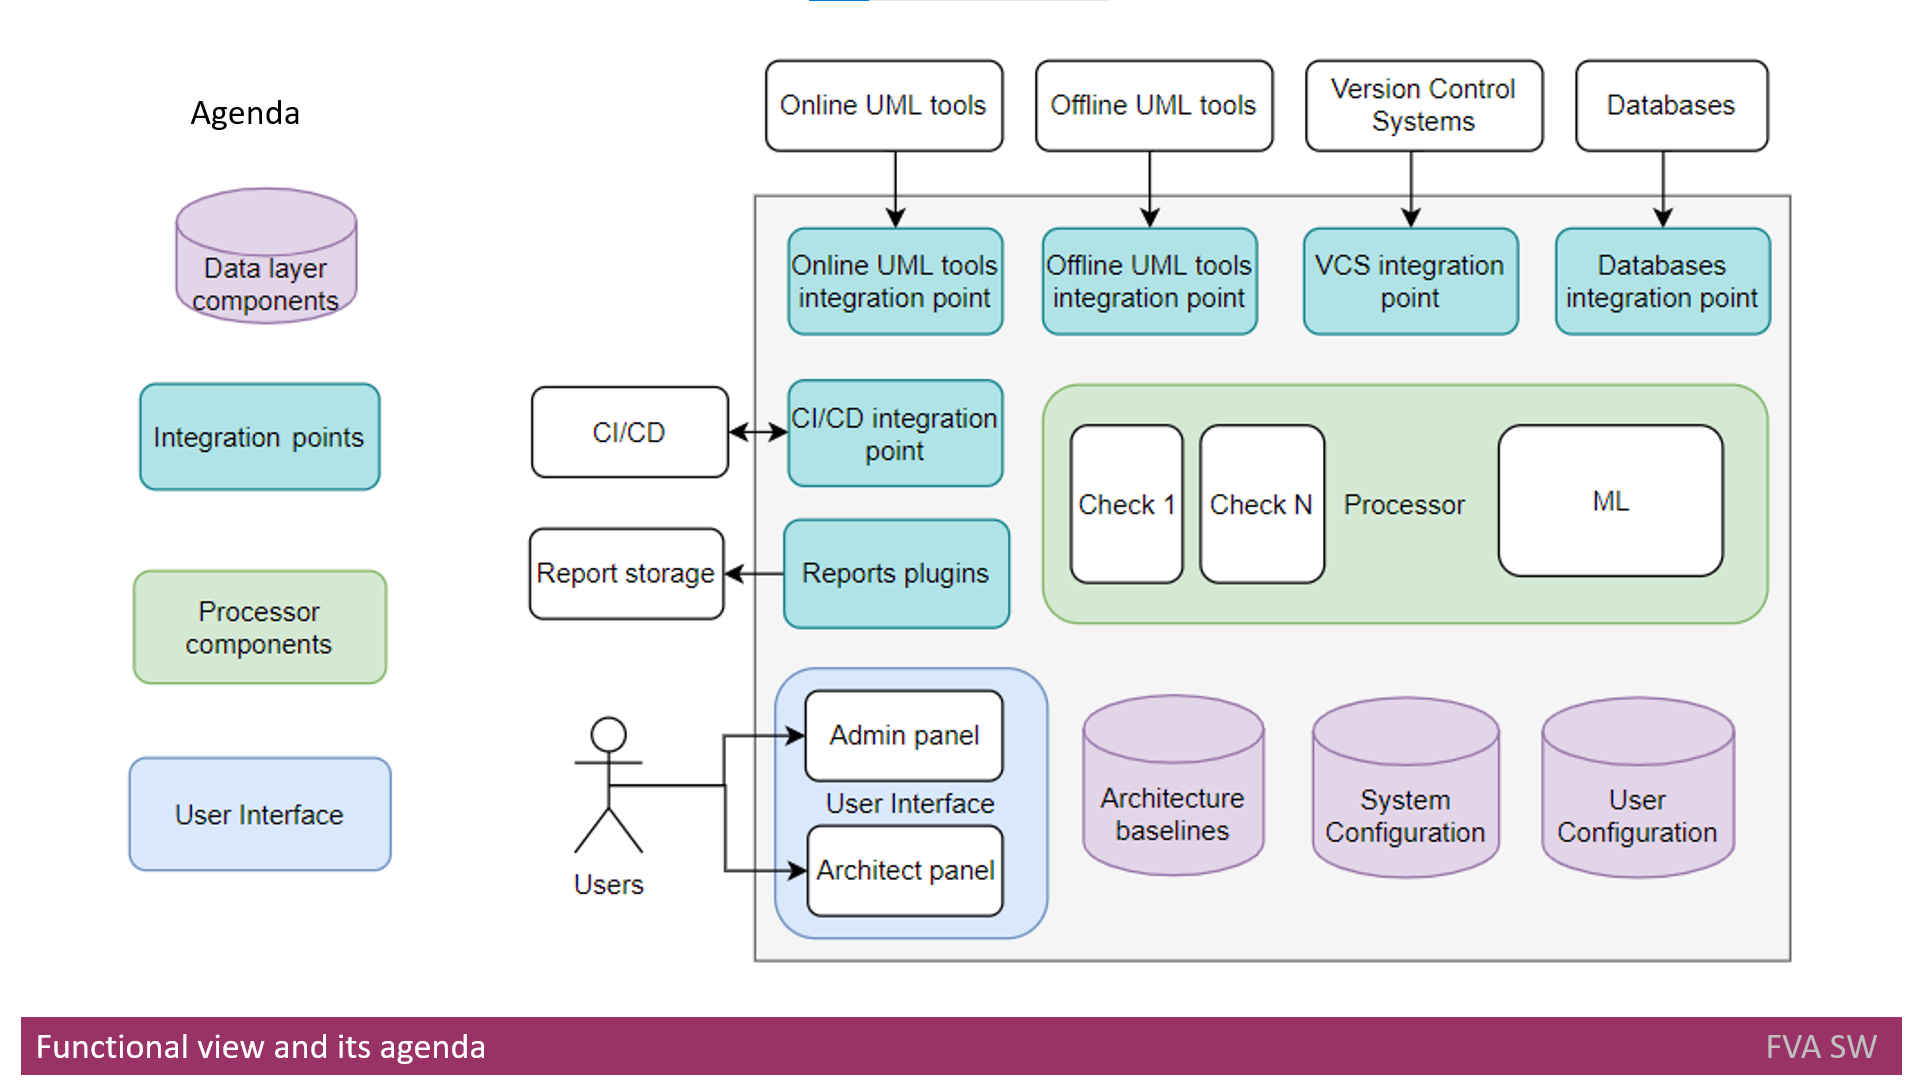 Agenda
Data layer
components
Integration points
Processor
components
User Interface
Online UML tools
Offline UML tools
Version Control
Systems
Databases
Online UML tools
integration point
Offline UML tools
integration point
VCS integration
point
Databases
integration point
CI/CD
CI/CD integration
point
Report storage
Reports plugins
Check 1
Check N
Processor
ML
Users
Admin panel
User Interface
Architect panel
Architecture
baselines
System
Configuration
User
Configuration
Functional view and its agenda
FVA SW